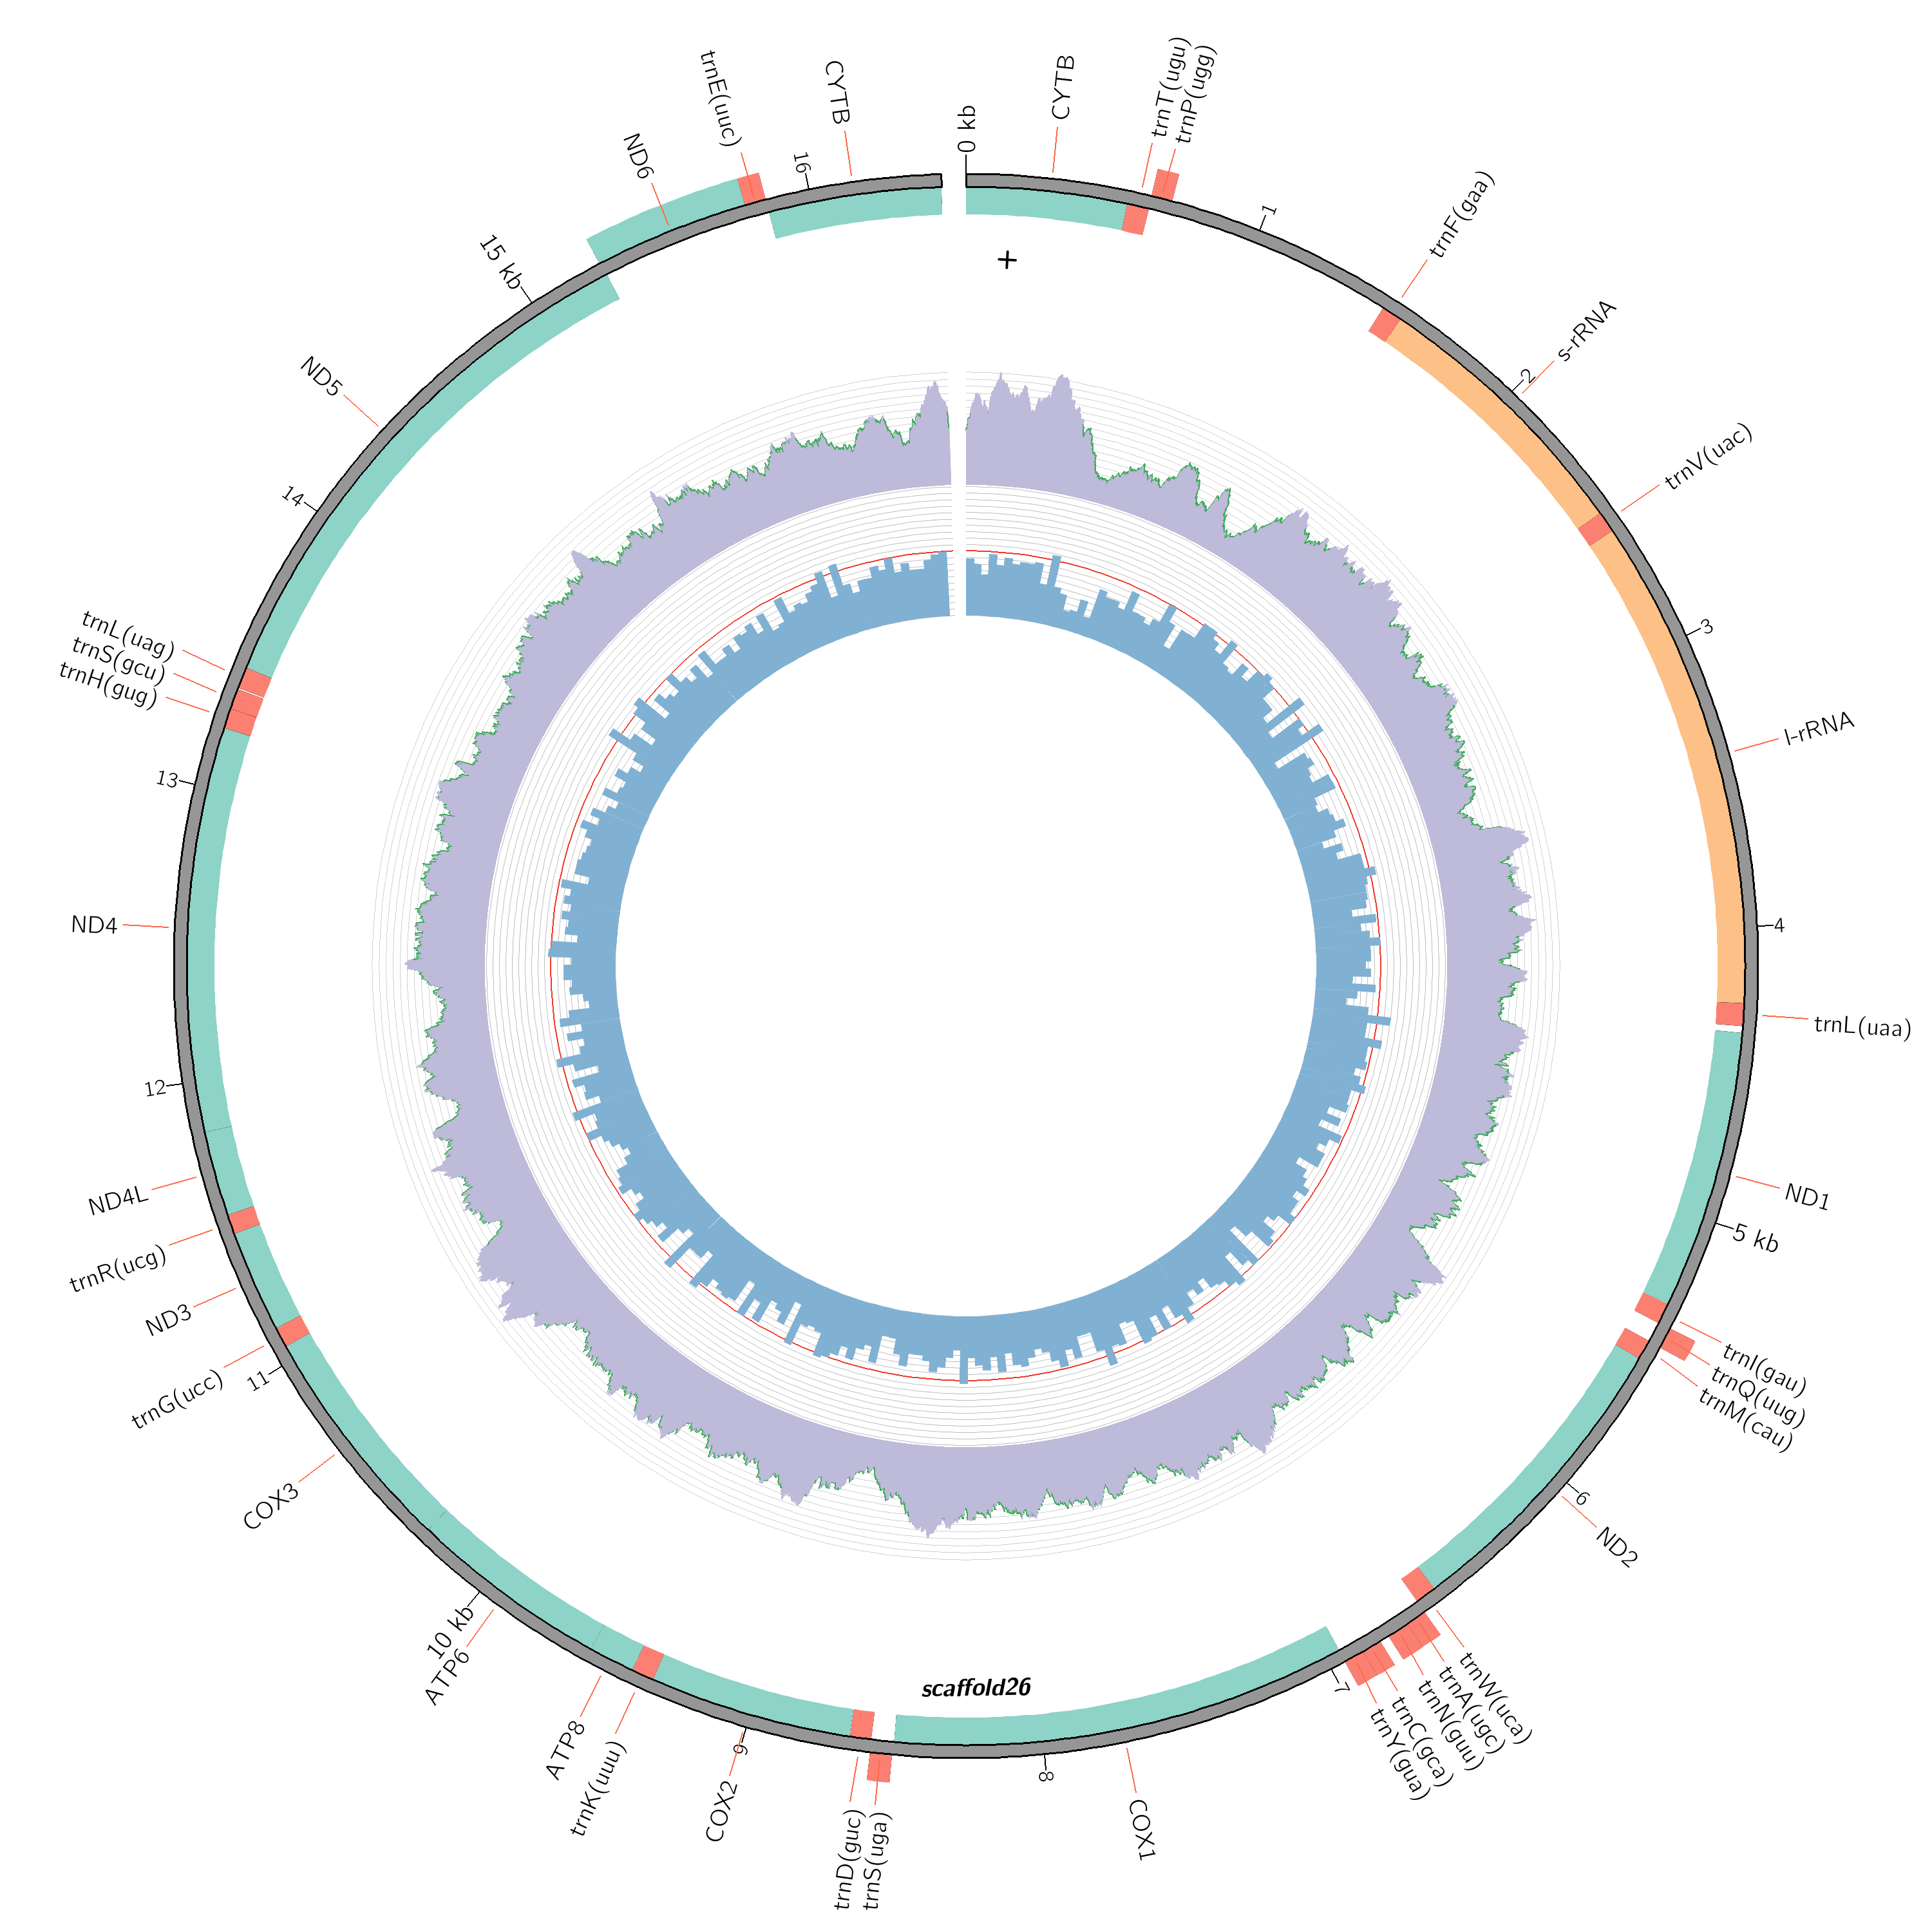 0 kb
CYTB
trnT(ugu)
trnP(ugg)
+
1
trnF(gaa)
s-rRNA
2
trnV(uac)
3
l-rRNA
4
trnL(uaa)
ND1
5 kb
trnI(gau)
trnQ(uug)
trnM(cau)
6
ND2
trnW(uca)
trnA(ugc)
trnN(guu)
trnC(gca)
trnY(gua)
7
COX1
8
scaffold26
trnS(uga)
trnD(guc)
9
COX2
trnK(uuu)
ATP8
ATP6
10 kb
COX3
11
trnG(ucc)
ND3
trnR(ucg)
ND4L
12
ND4
13
trnH(gug)
trnS(gcu)
trnL(uag)
14
ND5
15 kb
ND6
trnE(uuc)
16
CYTB